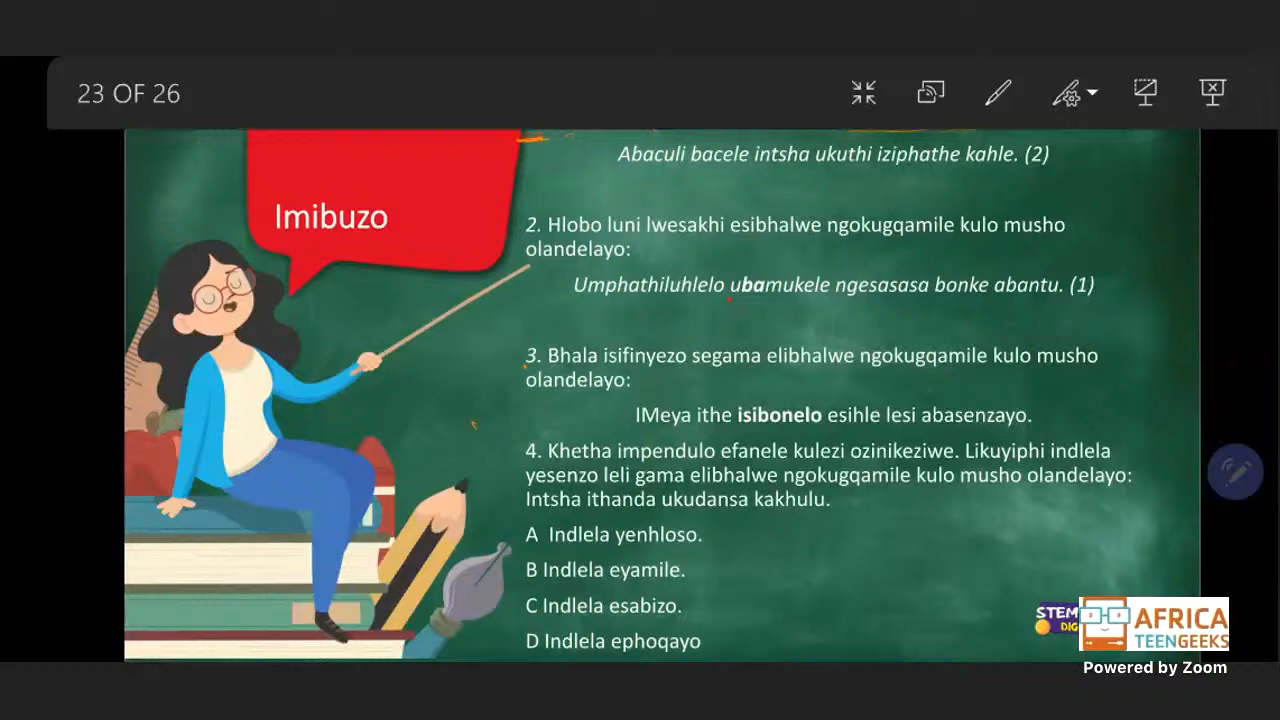 23 OF 26
Imibuzo
Abaculi bacele intsha ukuthi iziphathe kahle. (2)
2. Hlobo luni lwesakhi esibhalwe ngokugqamile kulo musho
olandelayo:
Umphathiluhlelo ubamukele ngesasasa bonke abantu. (1)
3. Bhala isifinyezo segama elibhalwe ngokugqamile kulo musho
olandelayo:
IMeya ithe isibonelo esihle lesi abasenzayo.
4. Khetha impendulo efanele kulezi ozinikeziwe. Likuyiphi indlela
yesenzo leli gama elibhalwe ngokugqamile kulo musho olandelayo:
Intsha ithanda ukudansa kakhulu.
A Indlela yenhloso.
B Indlela eyamile.
C Indlela esabizo.
D Indlela ephoqayo
STEM
DIG
AFRICA
TEENGEEKS
Powered by Zoom